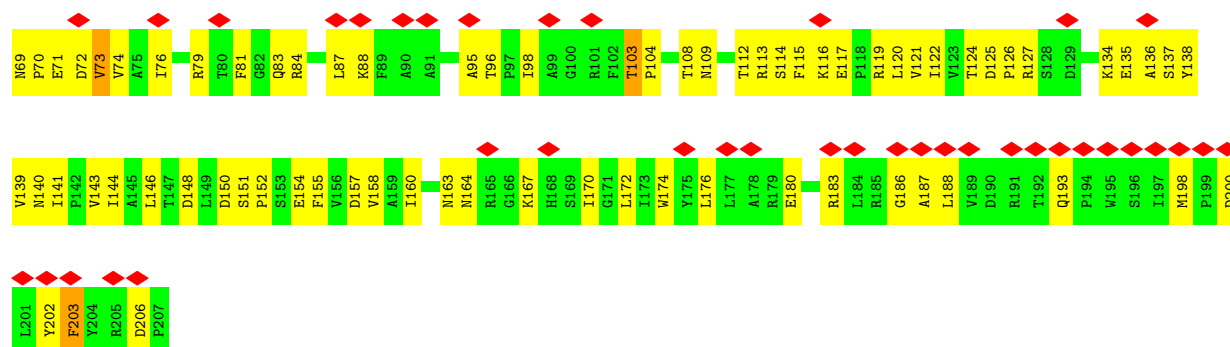 N69 P70 E71 D72 V73 V74 A75 I76 R79 T80 F81 G82 Q83 R84 L87 K88 F89 A90 A91 A95 T96 P97 I98 A99 G100 R101 F102 T103 P104 T108 N109 T112 R113 S114 F115 K116 E117 P118 R119 L120 V121 I122 V123 T124 D125 P126 R127 S128 D129 K134 E135 A136 S137 Y138
V139 N140 I141 P142 V143 I144 A145 L146 T147 D148 L149 D150 S151 P152 S153 E154 F155 V156 D157 V158 A159 I160 N163 N164 R165 G166 K167 H168 S169 I170 G171 L172 I173 W174 Y175 L176 L177 A178 R179 E180 R183 L184 R185 G186 A187 L188 V189 D190 R191 T192 Q193 P194 W195 S196 I197 M198 P199
L201 Y202 F203 Y204 R205 D206 P207